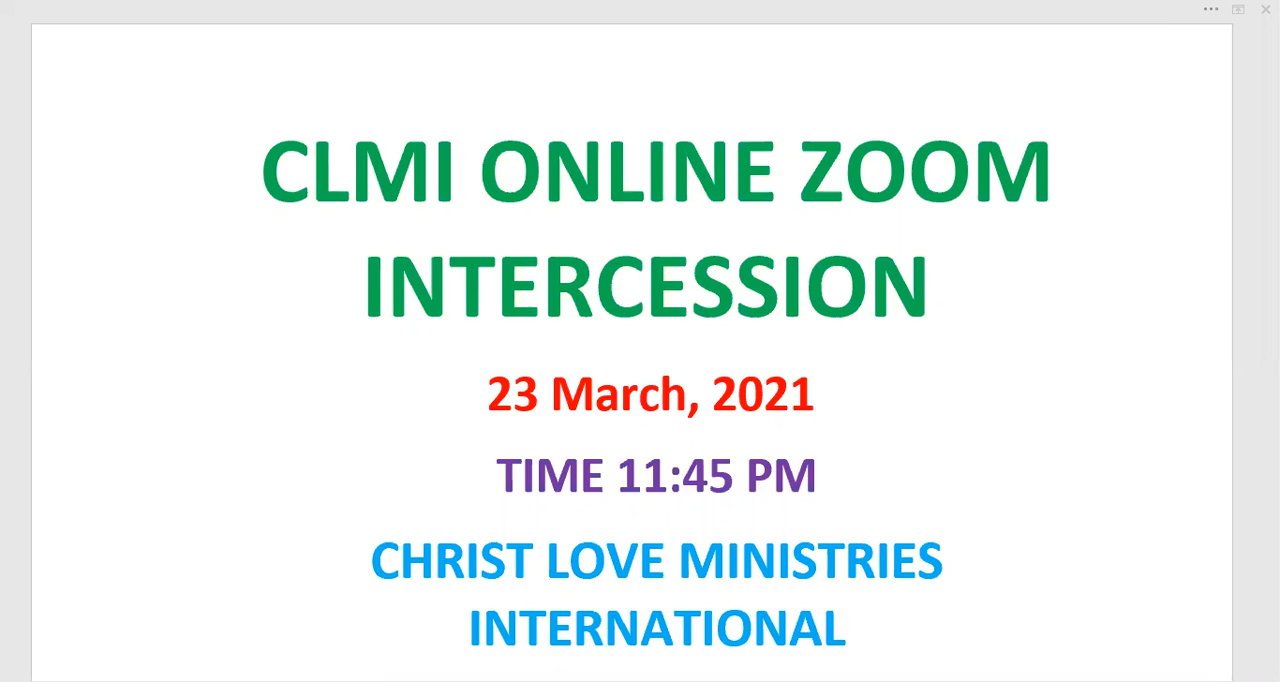 CLMI ONLINE ZOOM
INTERCESSION
23 March, 2021
TIME 11:45 PM
CHRIST LOVE MINISTRIES
INTERNATIONAL